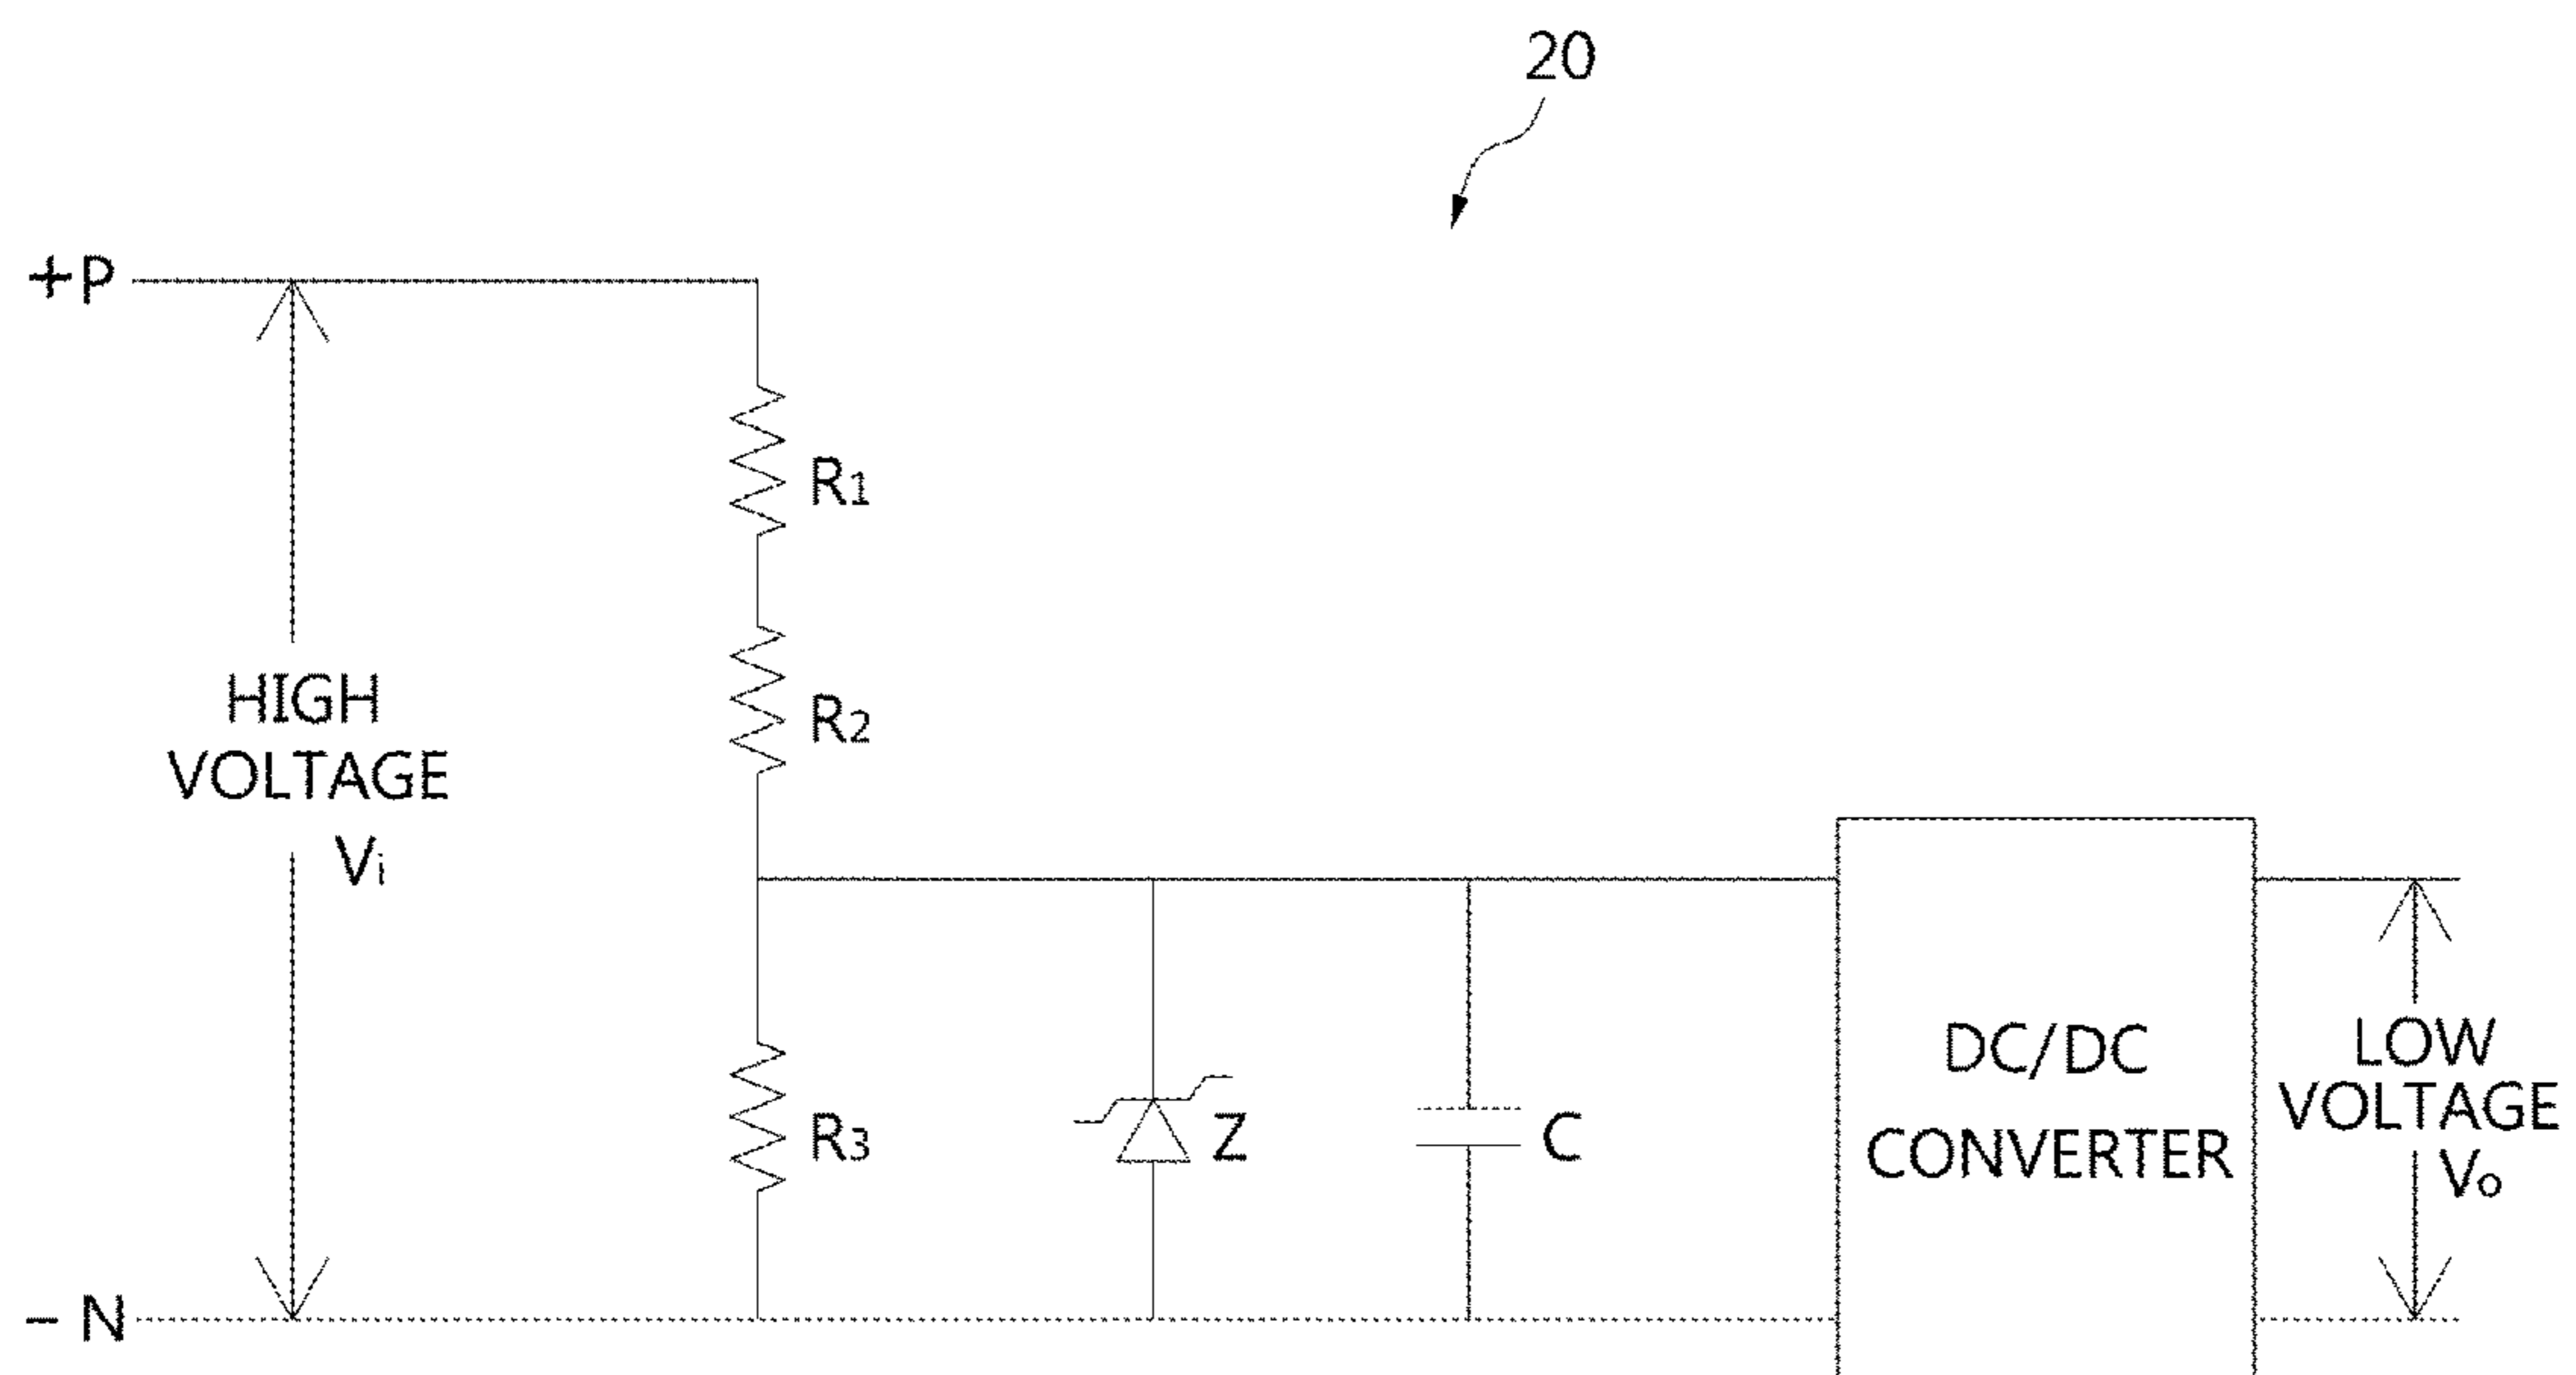 20
+P
R1
HIGH
VOLTAGE
Vi
R2
DC/DC
CONVERTER
LOW
VOLTAGE
Vo
R3
Z
C
– N